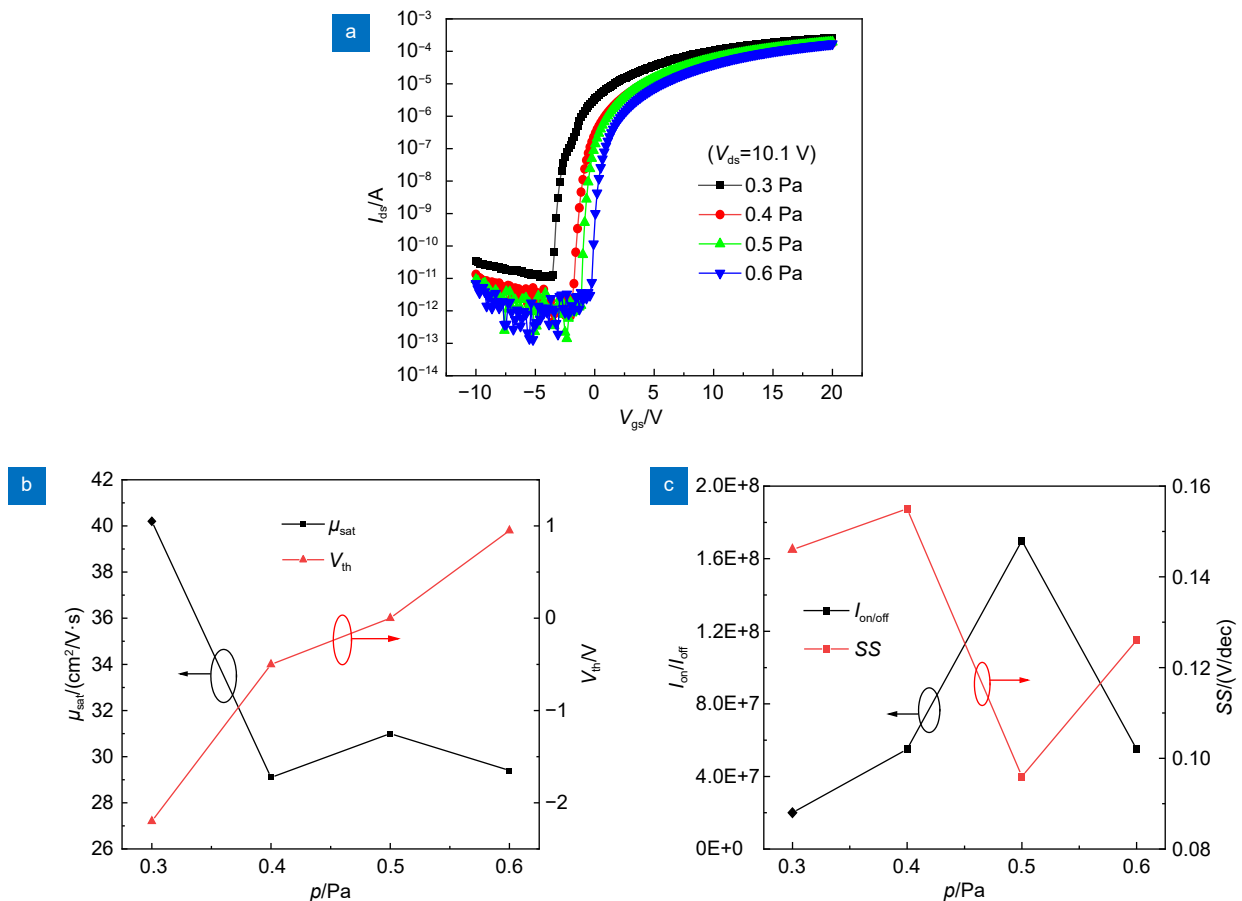 a
10⁻³
10⁻⁴
10⁻⁵
10⁻⁶
10⁻⁷
10⁻⁸
10⁻⁹
10⁻¹⁰
10⁻¹¹
10⁻¹²
10⁻¹³
10⁻¹⁴
I_ds/A
(V_ds=10.1 V)
0.3 Pa
0.4 Pa
0.5 Pa
0.6 Pa
−10 −5 0 5 10 15 20
V_gs/V
b
42
40
38
36
34
32
30
28
26
μ_sat/(cm²/V·s)
μ_sat
V_th
1
0
−1
−2
V_th/V
0.3 0.4 0.5 0.6
p/Pa
c
2.0E+8
1.6E+8
1.2E+8
8.0E+7
4.0E+7
0E+0
I_on/I_off
I_on/off
SS
0.16
0.14
0.12
0.10
0.08
SS/(V/dec)
0.3 0.4 0.5 0.6
p/Pa